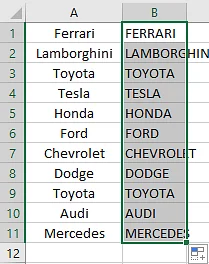 A B
1 Ferrari FERRARI
2 Lamborghini LAMBORGHIN
3 Toyota TOYOTA
4 Tesla TESLA
5 Honda HONDA
6 Ford FORD
7 Chevrolet CHEVROLET
8 Dodge DODGE
9 Toyota TOYOTA
10 Audi AUDI
11 Mercedes MERCEDES
12